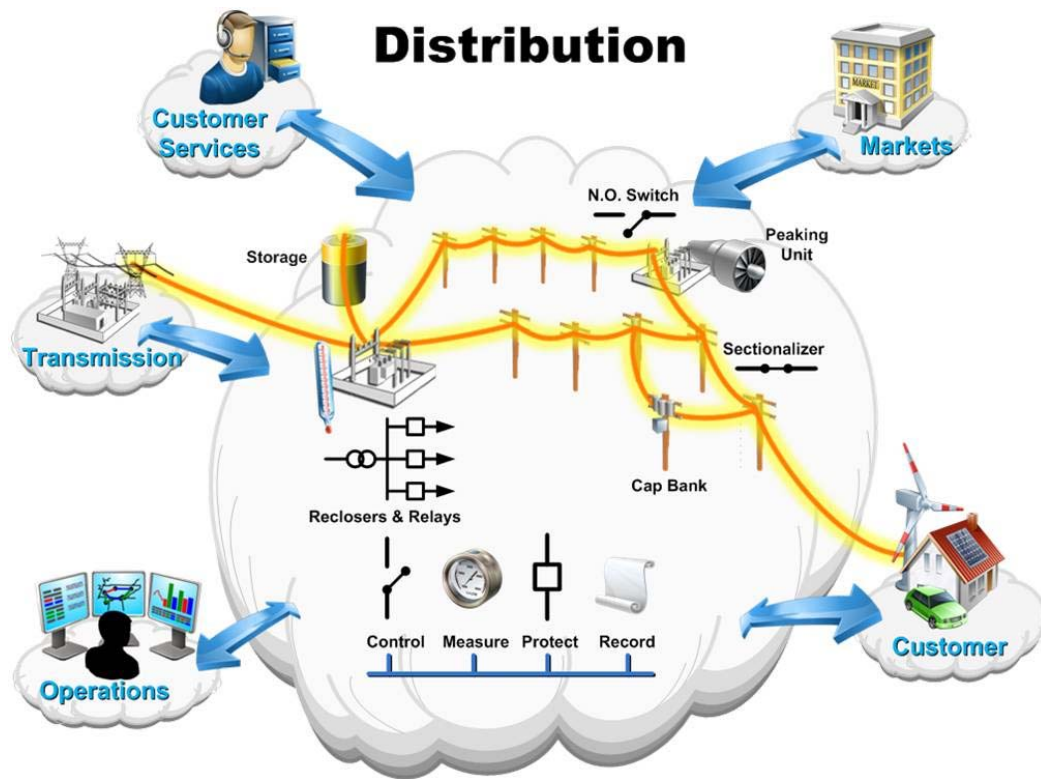 Distribution
Customer
Services
MARKET
Markets
N.O. Switch
Storage
Peaking
Unit
Transmission
Sectionalizer
Cap Bank
Reclosers & Relays
Control
Measure
Protect
Record
Operations
Customer